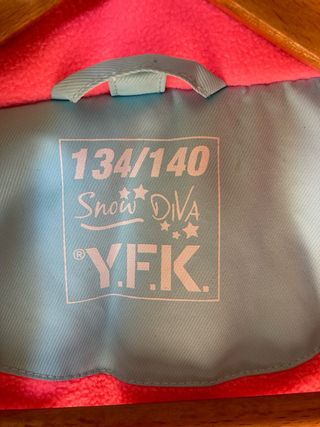 134/140
Snow DiVA
® Y.F.K.